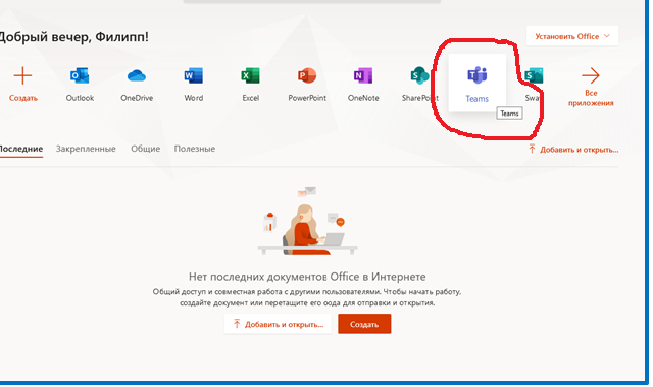 Добрый вечер, Филипп!
Установить Office
Создать
Outlook
OneDrive
Word
Excel
PowerPoint
OneNote
SharePoint
Teams
Sway
Все
приложения
Teams
Последние
Закрепленные
Общие
Полезные
Добавить и открыть...
Нет последних документов Office в Интернете
Общий доступ и совместная работа с другими пользователями. Чтобы начать работу,
создайте документ или перетащите его сюда для отправки и открытия.
Добавить и открыть...
Создать